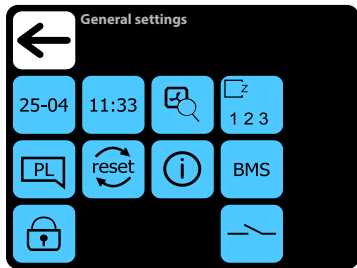 General settings
25-04
11:33
z
1 2 3
PL
reset
i
BMS